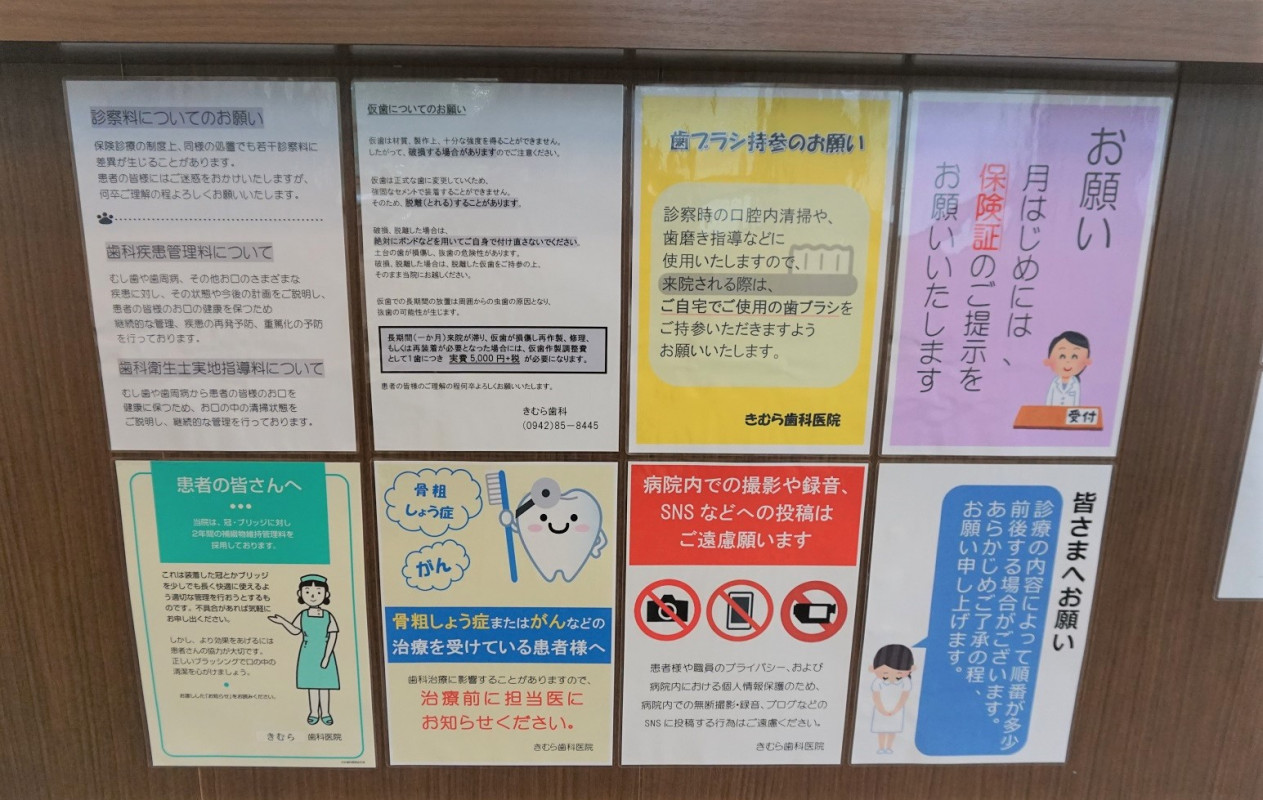 診察料についてのお願い
保険診療の制度上、同様の処置でも若干診察料に
差異が生じることがあります。
患者の皆様にはご迷惑をおかけいたしますが、
何卒ご理解の程よろしくお願いいたします。
歯科疾患管理料について
むし歯や歯周病、その他お口のさまざまな
疾患に対し、その状態や今後の計画をご説明し、
患者の皆様のお口の健康を保つため
継続的な管理、疾患の再発予防、重篤化の予防
を行っております。
歯科衛生士実地指導料について
むし歯や歯周病から患者の皆様のお口を
健康に保つため、お口の中の清掃状態を
ご説明し、継続的な管理を行っております。
仮歯についてのお願い
仮歯は材質、製作上、十分な強度を得ることができません。
したがって、破損する場合がありますのでご注意ください。
仮歯は正式な歯に変更していくため、
強固なセメントで装着することができません。
そのため、脱離(とれる)することがあります。
破損、脱離した場合は、
絶対にボンドなどを用いてご自身で付け直さないでください。
土台の歯が損傷し、抜歯の危険性があります。
破損、脱離した場合は、脱離した仮歯をご持参の上、
そのまま当院にお越しください。
仮歯での長期間の放置は周囲からの虫歯の原因となり、
抜歯の可能性が生じます。
長期間(一か月)来院が滞り、仮歯が損傷し再作製、修理、
もしくは再装着が必要となった場合には、仮歯作製調整費
として1歯につき 実費 5,000 円+税 が必要になります。
患者の皆様のご理解の程何卒よろしくお願いいたします。
きむら歯科
(0942)85-8445
歯ブラシ持参のお願い
診察時の口腔内清掃や、
歯磨き指導などに
使用いたしますので、
来院される際は、
ご自宅でご使用の歯ブラシを
ご持参いただきますよう
お願いいたします。
きむら歯科医院
お願い
月はじめには、
保険証のご提示を
お願いいたします
受付
患者の皆さんへ
当院は、冠・ブリッジに対し
2年間の補綴物維持管理料を
採用しております。
これは装着した冠とかブリッジ
を少しでも長く快適に使えるよ
う適切な管理を行おうとするも
のです。不具合があれば気軽に
お申し出ください。
しかし、より効果をあげるには
患者さんの協力が大切です。
正しいブラッシングで口の中の
清潔を心がけましょう。
きむら 歯科医院
骨粗
しょう症
がん
骨粗しょう症またはがんなどの
治療を受けている患者様へ
歯科治療に影響することがありますので、
治療前に担当医に
お知らせください。
きむら歯科医院
病院内での撮影や録音、
SNS などへの投稿は
ご遠慮願います
患者様や職員のプライバシー、および
病院内における個人情報保護のため、
病院内での無断撮影・録音、ブログなどの
SNS に投稿する行為はご遠慮ください。
きむら歯科医院
皆さまへお願い
診療の内容によって順番が多少
前後する場合がございます。
あらかじめご了承の程、
お願い申し上げます。